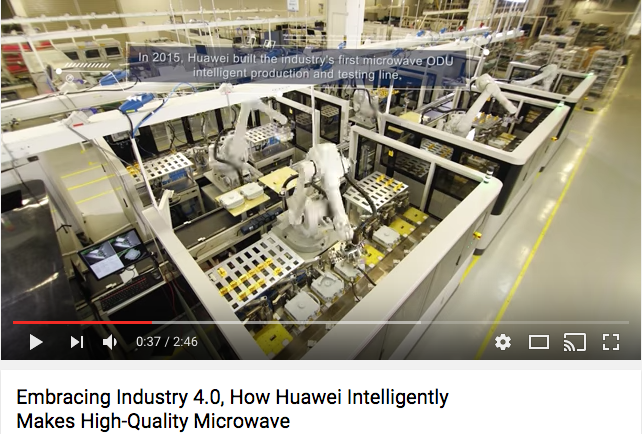 In 2015, Huawei built the industry's first microwave ODU
intelligent production and testing line,
0:37 / 2:46
Embracing Industry 4.0, How Huawei Intelligently
Makes High-Quality Microwave